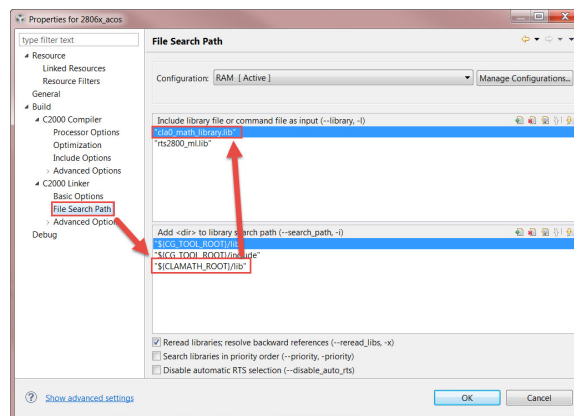 Properties for 2806x_acos
type filter text
File Search Path
Resource
Linked Resources
Resource Filters
General
Build
C2000 Compiler
Processor Options
Optimization
Include Options
Advanced Options
C2000 Linker
Basic Options
File Search Path
Advanced Option
Debug
Configuration: RAM [ Active ]
Manage Configurations...
Include library file or command file as input (--library, -l)
"cla0_math_library.lib"
"rts2800_ml.lib"
Add <dir> to library search path (--search_path, -i)
"${CG_TOOL_ROOT}/lib"
"${CG_TOOL_ROOT}/include"
"${CLAMATH_ROOT}/lib"
Reread libraries; resolve backward references (--reread_libs, -x)
Search libraries in priority order (--priority, -priority)
Disable automatic RTS selection (--disable_auto_rts)
Show advanced settings
OK
Cancel